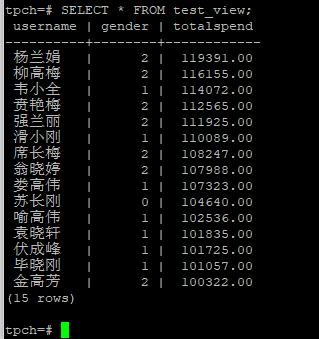 tpch=# SELECT * FROM test_view;
username | gender | totalspend
----------+--------+------------
杨兰娟 | 2 | 119391.00
柳高梅 | 2 | 116155.00
韦小全 | 1 | 114072.00
贲艳梅 | 2 | 112565.00
强兰丽 | 2 | 111925.00
滑小刚 | 1 | 110089.00
席长梅 | 2 | 108247.00
翁晓婷 | 2 | 107988.00
娄高伟 | 1 | 107323.00
苏长刚 | 0 | 104640.00
喻高伟 | 1 | 102536.00
袁晓轩 | 1 | 101835.00
伏成峰 | 1 | 101725.00
毕晓刚 | 1 | 101057.00
金高芳 | 2 | 100322.00
(15 rows)
tpch=#